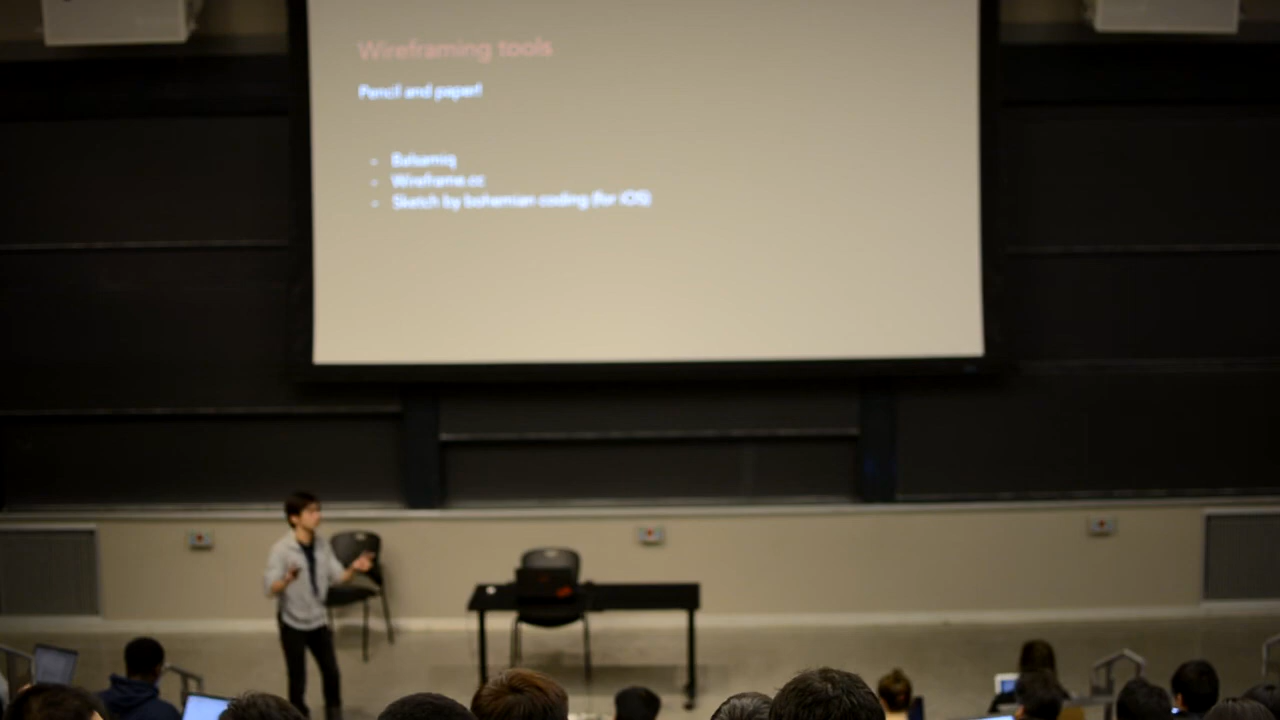 Wireframing tools
Pencil and paper!
- Balsamiq
- Wireframe.cc
- Sketch by bohemian coding (for iOS)